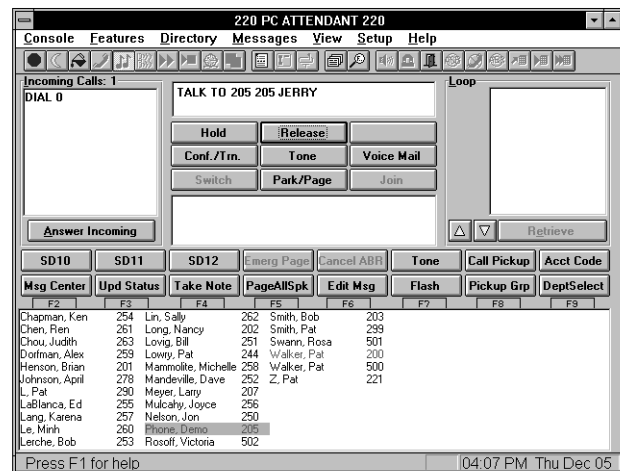 220 PC ATTENDANT 220
Console Features Directory Messages View Setup Help
Incoming Calls: 1
DIAL 0
TALK TO 205 205 JERRY
Loop
Hold Release
Conf./Trn. Tone Voice Mail
Switch Park/Page Join
Answer Incoming
Retrieve
SD10 SD11 SD12 Emerg Page Cancel ABR Tone Call Pickup Acct Code
Msg Center Upd Status Take Note PageAllSpk Edit Msg Flash Pickup Grp DeptSelect
F2 F3 F4 F5 F6 F7 F8 F9
Chapman, Ken 254 Lin, Sally 262 Smith, Bob 203
Chen, Ren 261 Long, Nancy 202 Smith, Pat 299
Chou, Judith 263 Lovig, Bill 251 Swann, Rosa 501
Dorfman, Alex 259 Lowry, Pat 244 Walker, Pat 200
Henson, Brian 201 Mammolite, Michelle 258 Walker, Pat 500
Johnson, April 278 Mandeville, Dave 252 Z, Pat 221
L, Pat 290 Meyer, Larry 207
LaBlanca, Ed 255 Mulcahy, Joyce 256
Lang, Karena 257 Nelson, Jon 250
Le, Minh 260 Phone, Demo 205
Lerche, Bob 253 Rosoff, Victoria 502
Press F1 for help 04:07 PM Thu Dec 05